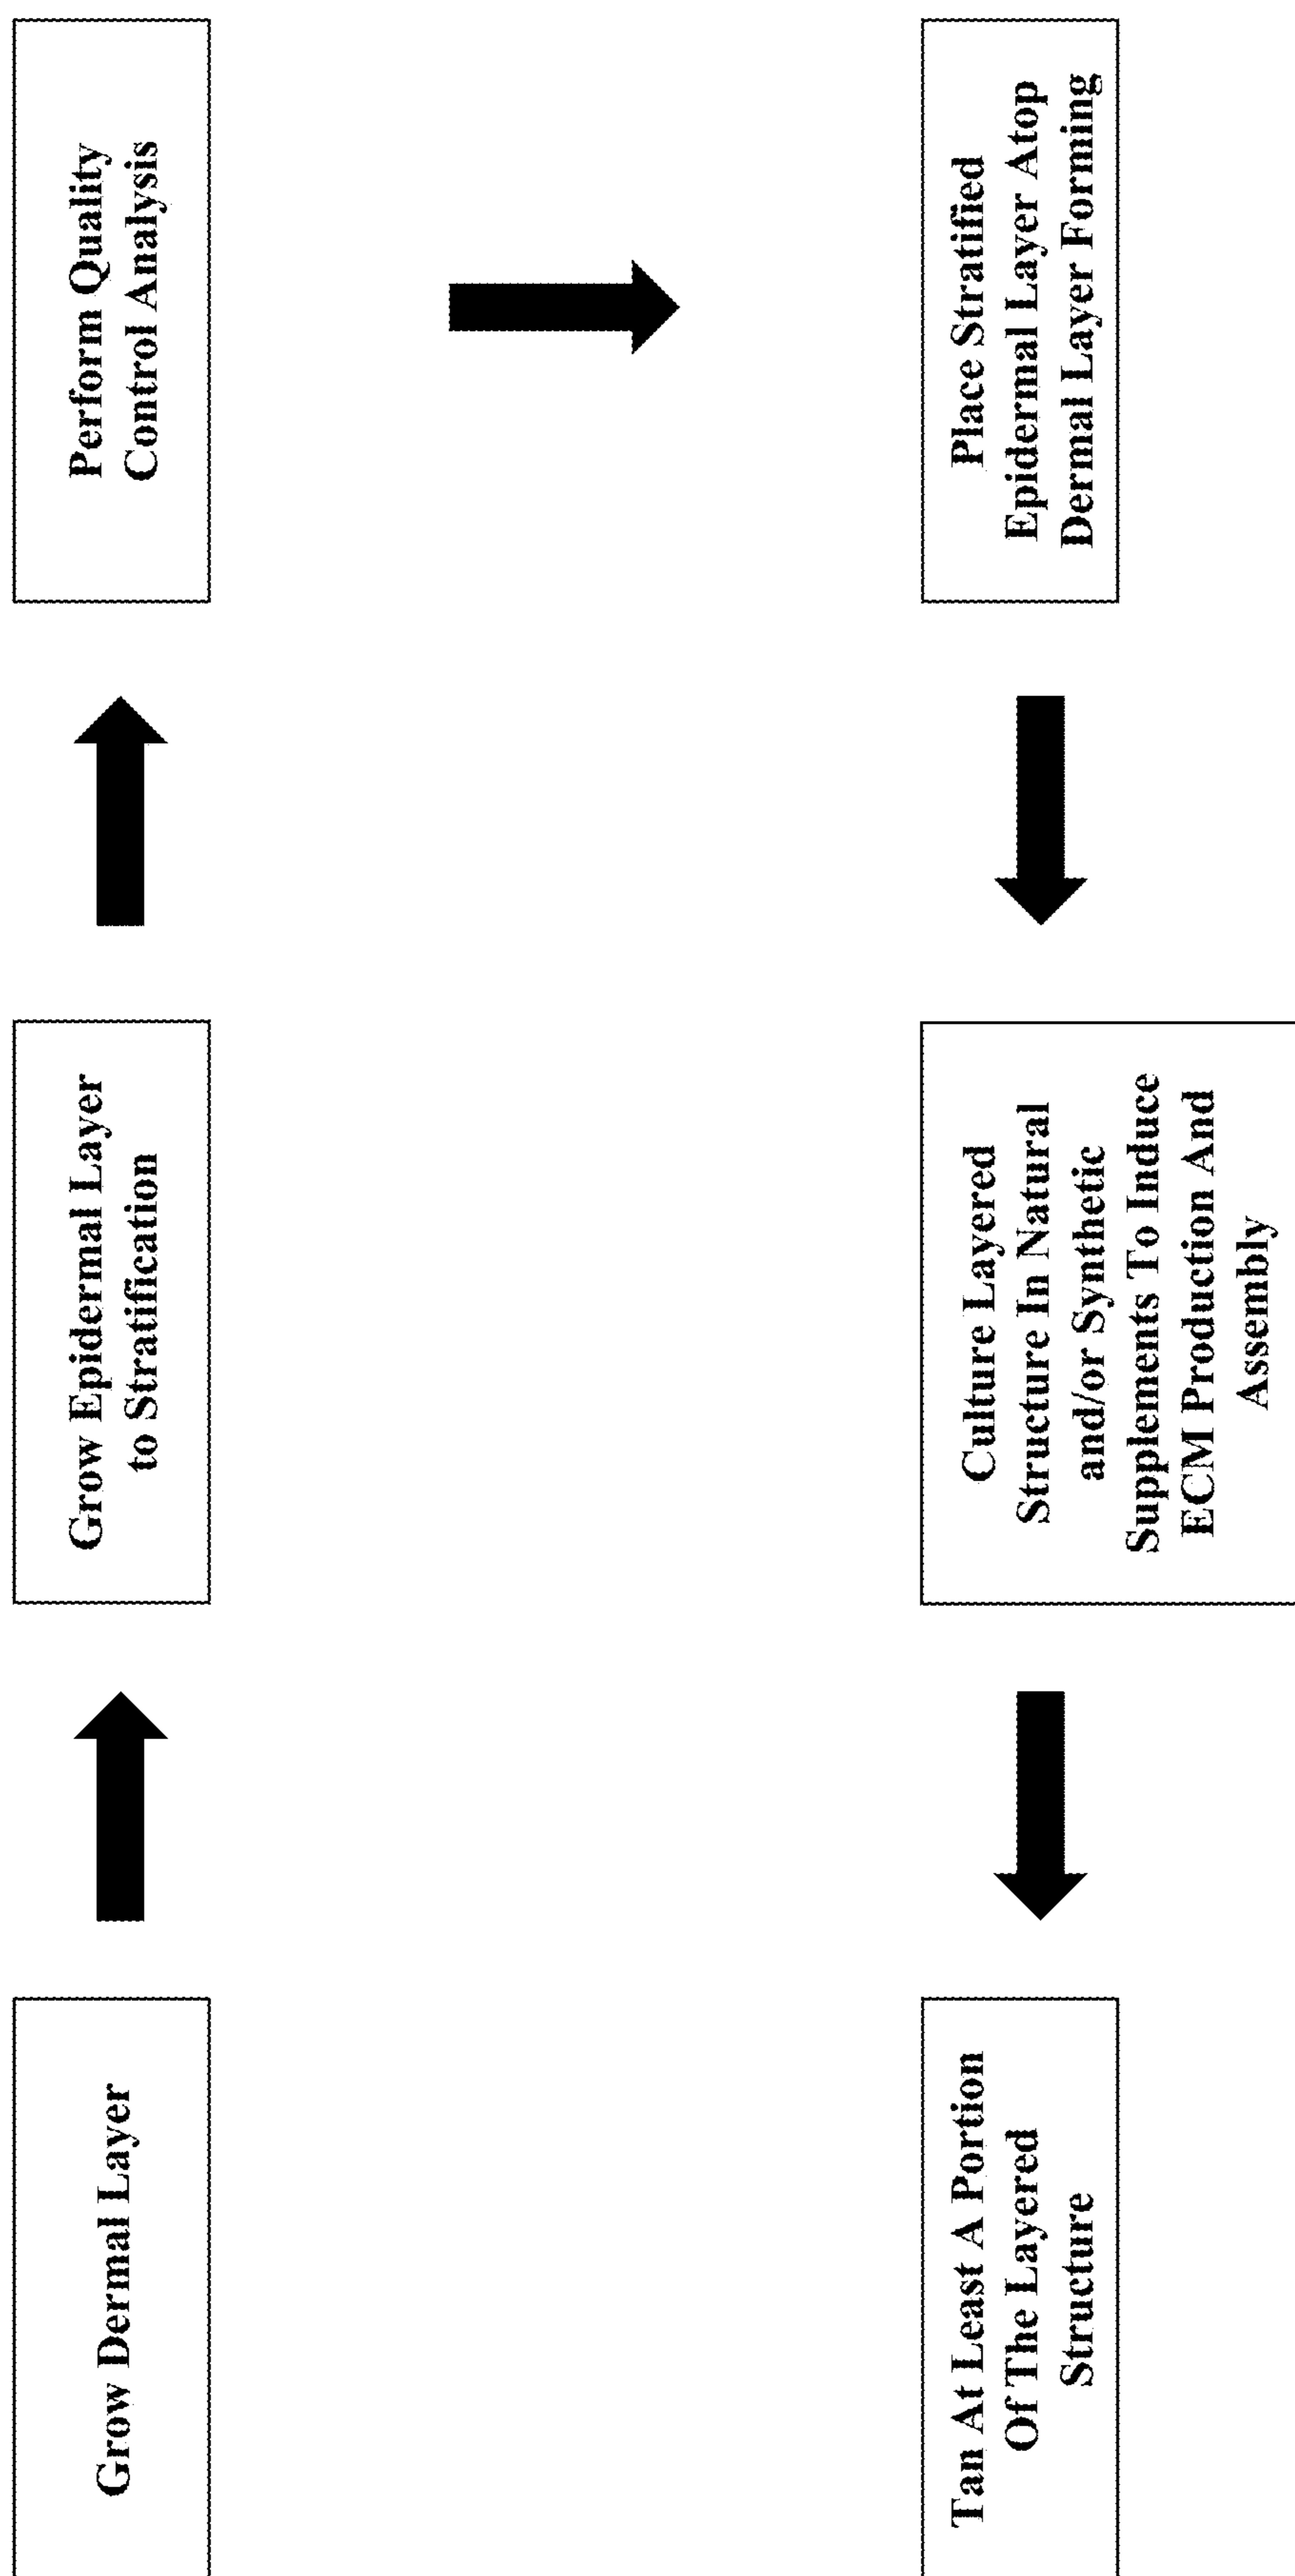 Grow Dermal Layer
Grow Epidermal Layer
to Stratification
Perform Quality
Control Analysis
Place Stratified
Epidermal Layer Atop
Dermal Layer Forming
Culture Layered
Structure In Natural
and/or Synthetic
Supplements To Induce
ECM Production And
Assembly
Tan At Least A Portion
Of The Layered
Structure